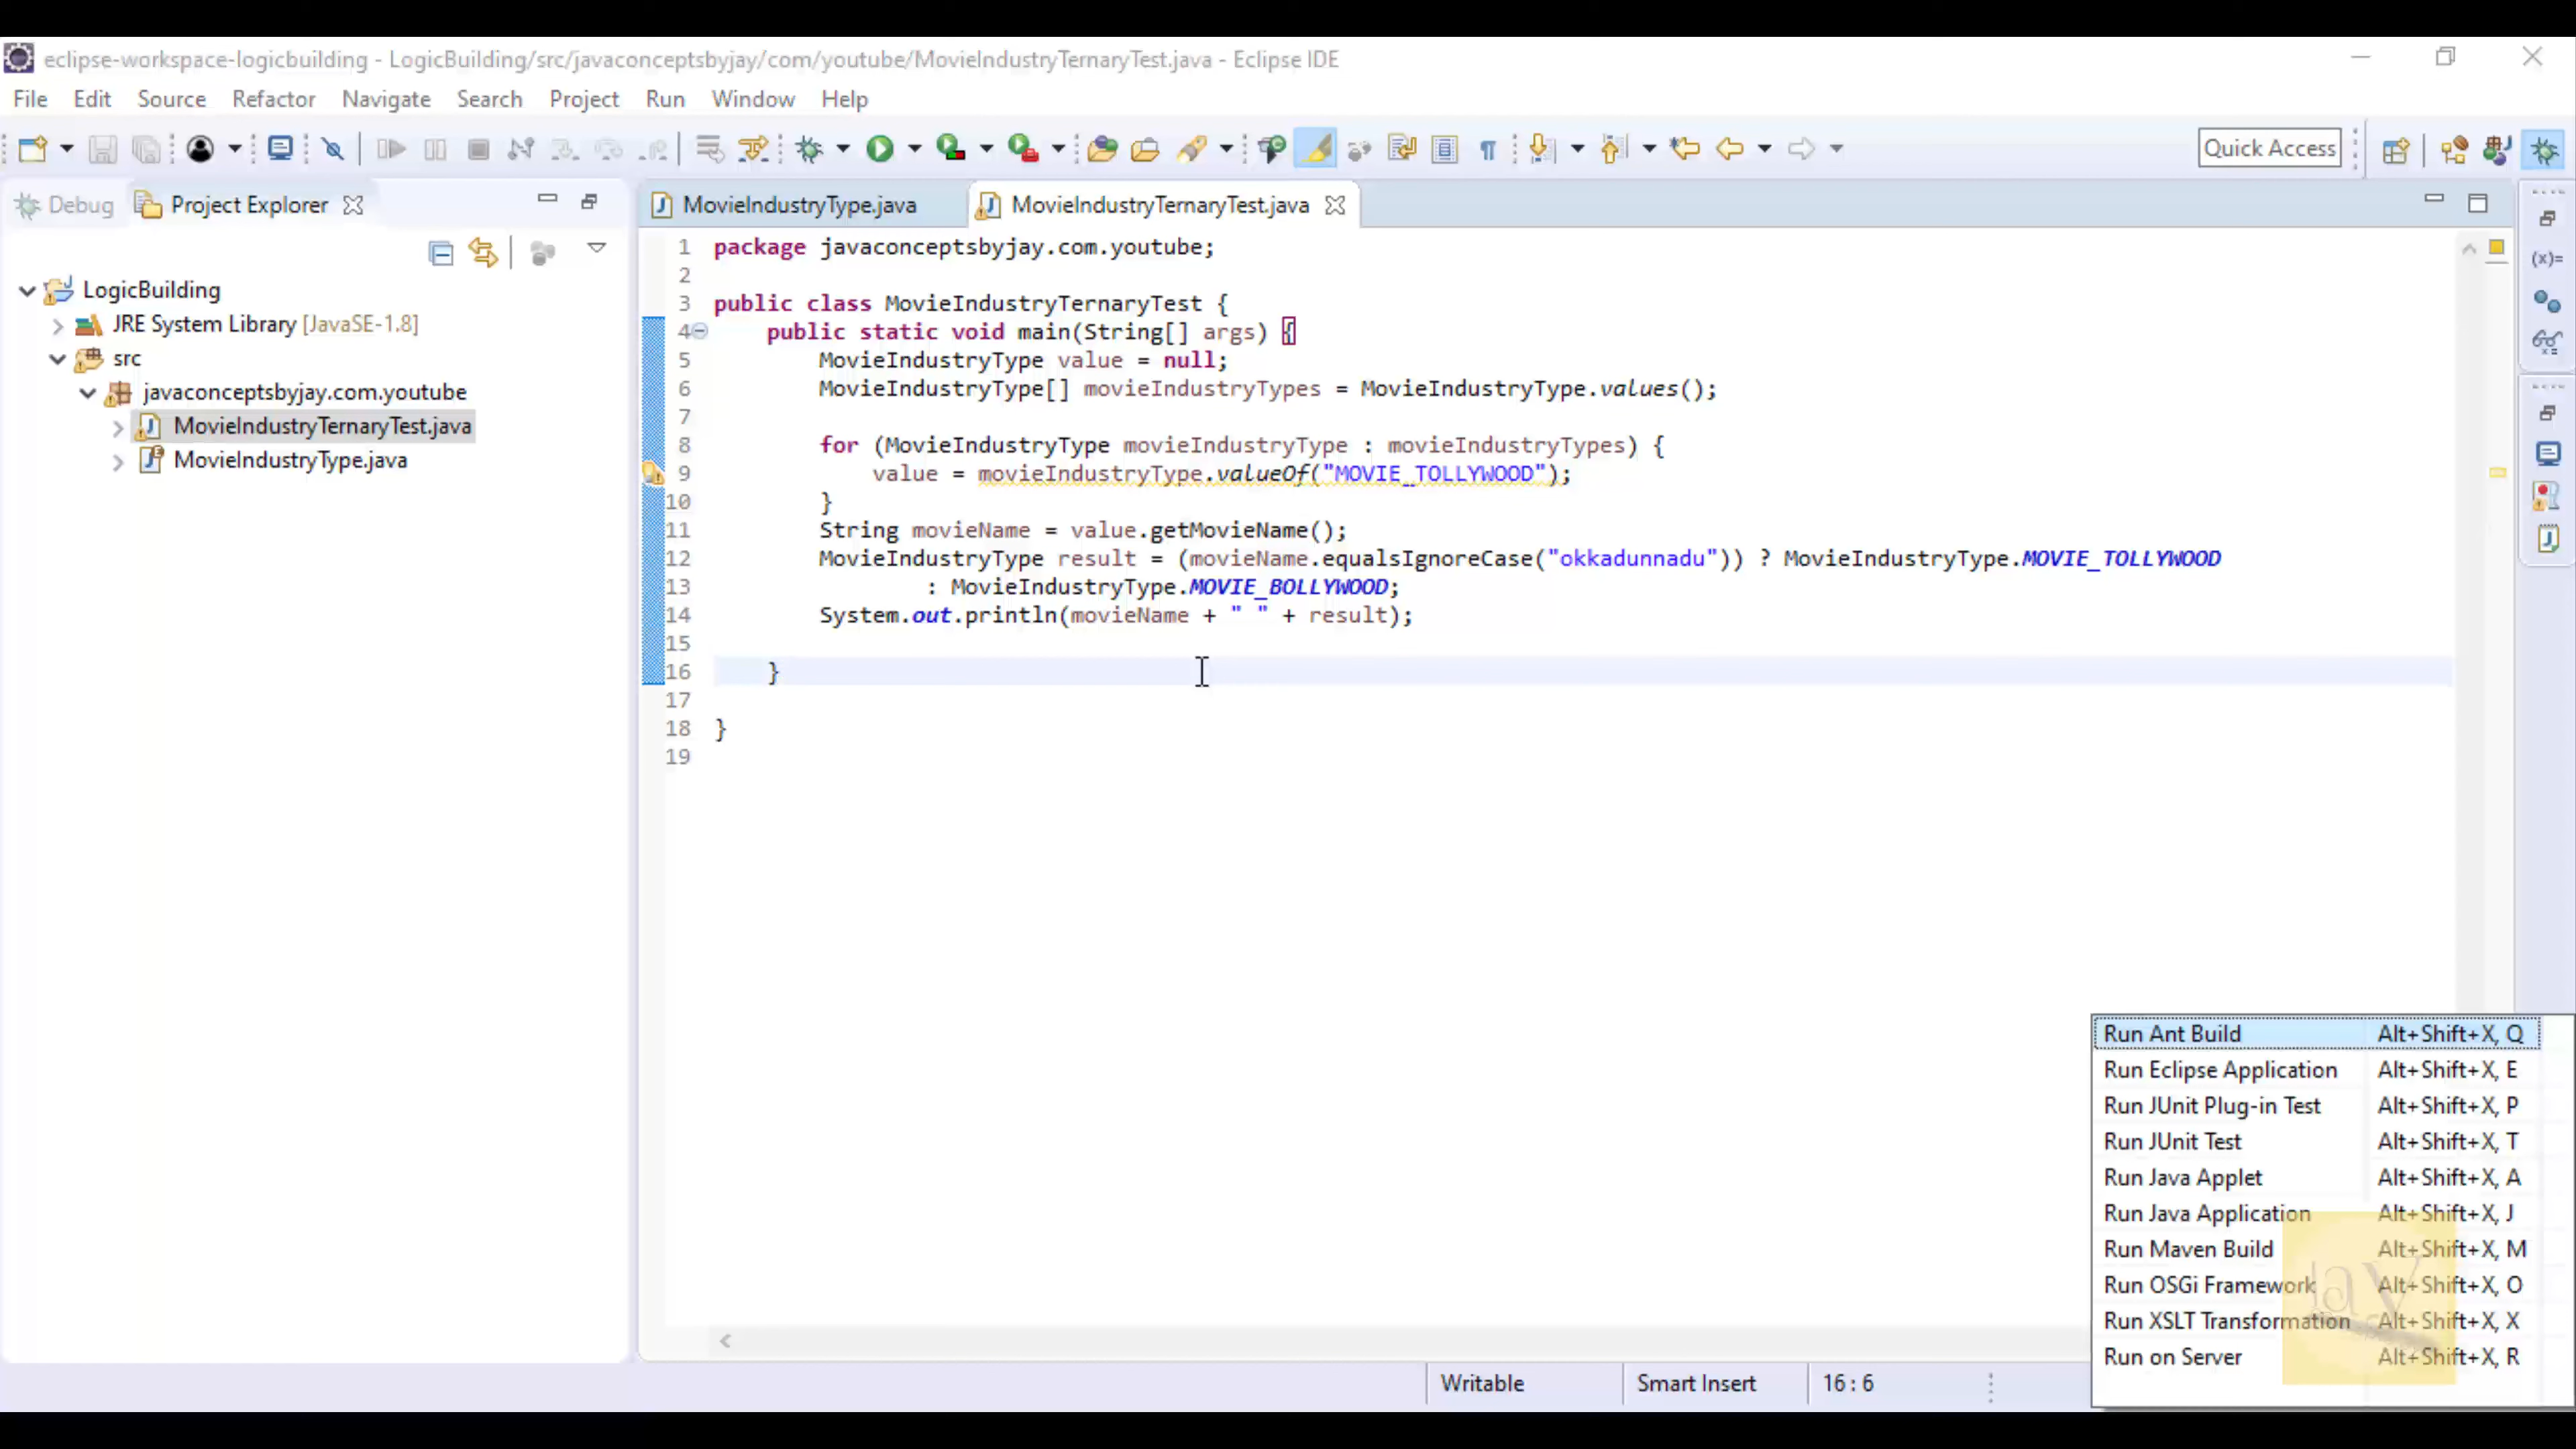 eclipse-workspace-logicbuilding - LogicBuilding/src/javaconceptsbyjay/com/youtube/MovieIndustryTernaryTest.java - Eclipse IDE
File Edit Source Refactor Navigate Search Project Run Window Help
Quick Access
Debug Project Explorer
MovieIndustryType.java MovieIndustryTernaryTest.java
LogicBuilding
JRE System Library [JavaSE-1.8]
src
javaconceptsbyjay.com.youtube
MovieIndustryTernaryTest.java
MovieIndustryType.java
1 package javaconceptsbyjay.com.youtube;
2
3 public class MovieIndustryTernaryTest {
4 public static void main(String[] args) {
5 MovieIndustryType value = null;
6 MovieIndustryType[] movieIndustryTypes = MovieIndustryType.values();
7
8 for (MovieIndustryType movieIndustryType : movieIndustryTypes) {
9 value = movieIndustryType.valueOf("MOVIE_TOLLYWOOD");
10 }
11 String movieName = value.getMovieName();
12 MovieIndustryType result = (movieName.equalsIgnoreCase("okkadunnadu")) ? MovieIndustryType.MOVIE_TOLLYWOOD
13 : MovieIndustryType.MOVIE_BOLLYWOOD;
14 System.out.println(movieName + " " + result);
15
16 }
17
18 }
19
Run Ant Build Alt+Shift+X, Q
Run Eclipse Application Alt+Shift+X, E
Run JUnit Plug-in Test Alt+Shift+X, P
Run JUnit Test Alt+Shift+X, T
Run Java Applet Alt+Shift+X, A
Run Java Application Alt+Shift+X, J
Run Maven Build Alt+Shift+X, M
Run OSGi Framework Alt+Shift+X, O
Run XSLT Transformation Alt+Shift+X, X
Run on Server Alt+Shift+X, R
jay
Writable Smart Insert 16 : 6